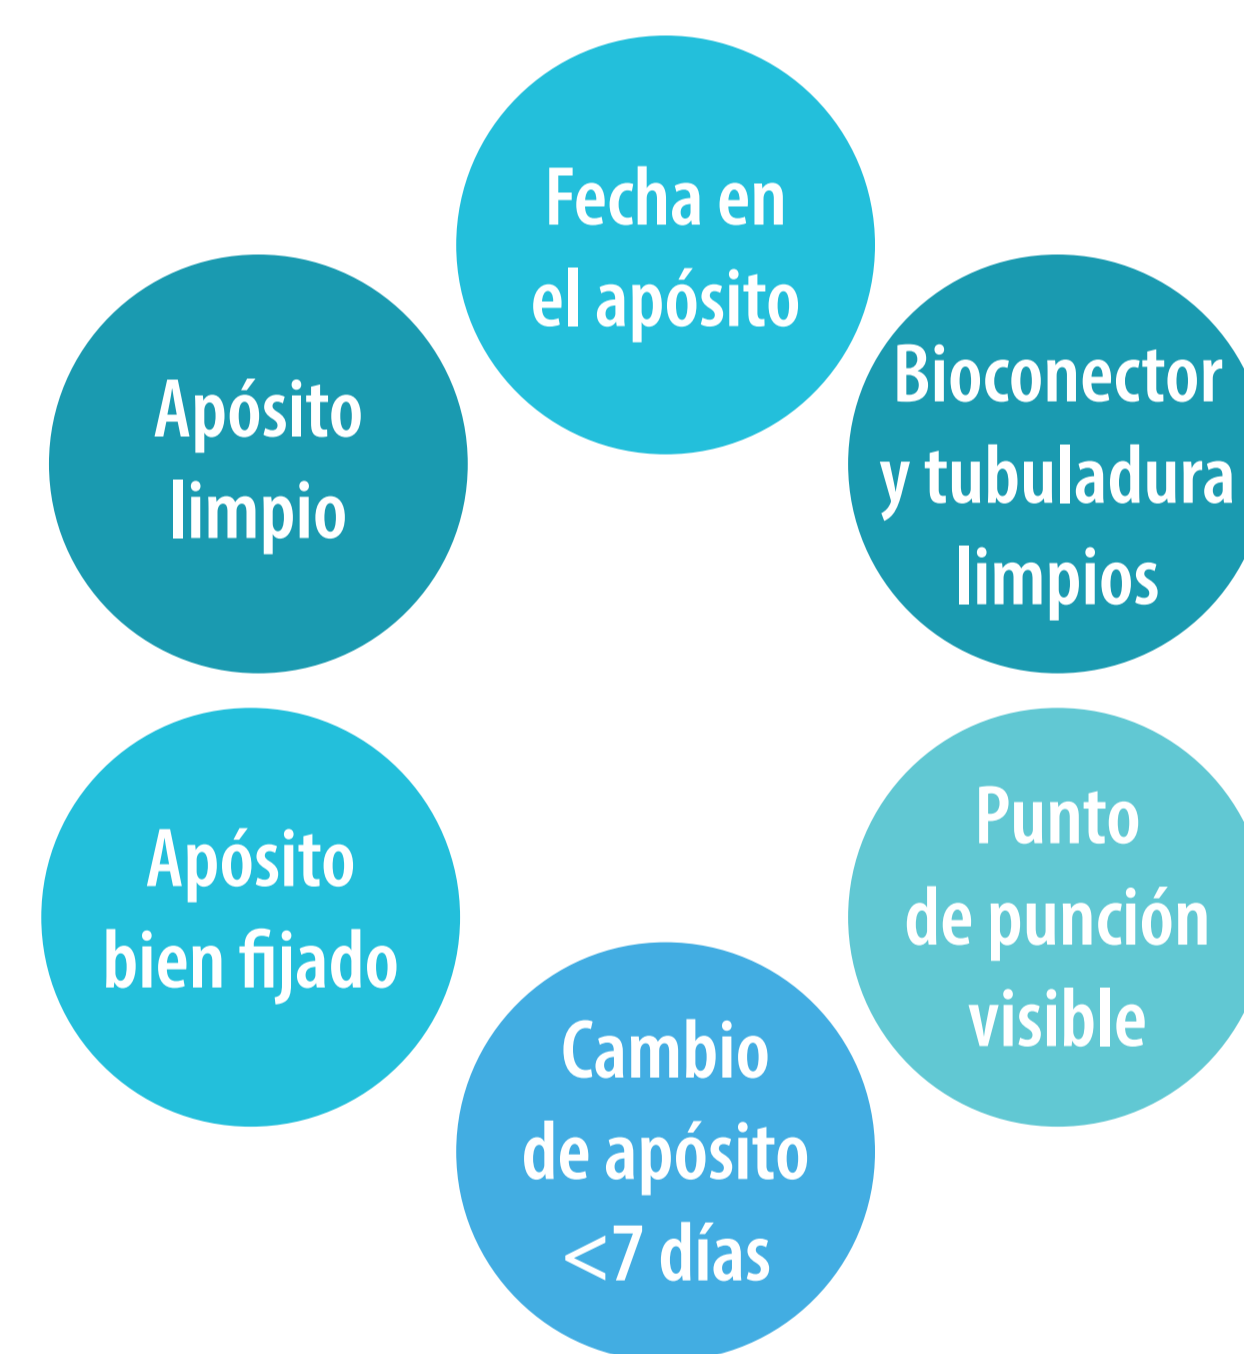 Fecha en
el apósito
Bioconector
y tubuladura
limpios
Punto
de punción
visible
Cambio
de apósito
<7 días
Apósito
bien fijado
Apósito
limpio